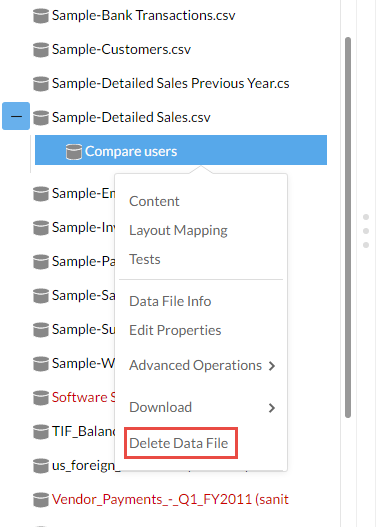 Sample-Bank Transactions.csv
Sample-Customers.csv
Sample-Detailed Sales Previous Year.cs
Sample-Detailed Sales.csv
Compare users
Sample-Em
Content
Sample-Inv
Layout Mapping
Sample-Pa
Tests
Sample-Sa
Data File Info
Sample-Su
Edit Properties
Sample-W
Advanced Operations
Software S
Download
TIF_Balan
Delete Data File
us_foreign_
Vendor_Payments_-_Q1_FY2011 (sanit